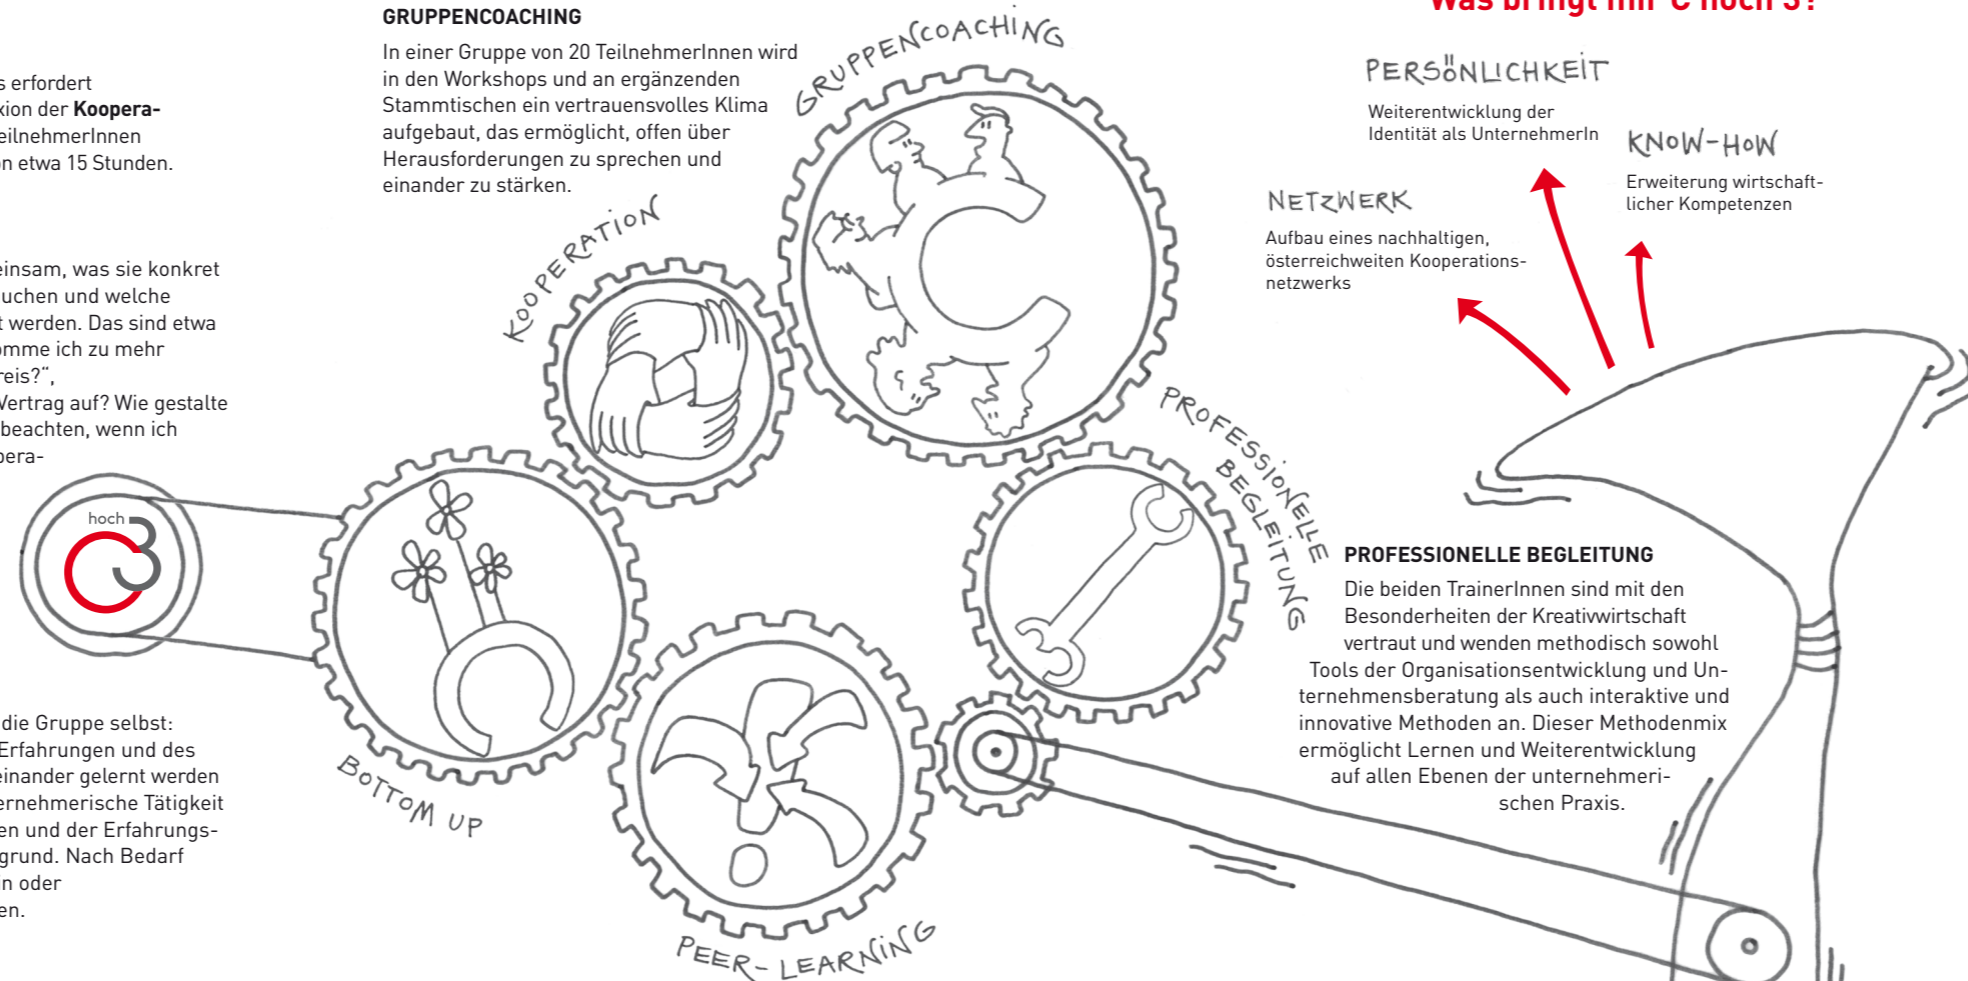 s erfordert
xion der Koopera-
eilnehmerInnen
on etwa 15 Stunden.
einsam, was sie konkret
uchen und welche
t werden. Das sind etwa
omme ich zu mehr
reis?“,
Vertrag auf? Wie gestalte
beachten, wenn ich
pera-
hoch
C3
die Gruppe selbst:
Erfahrungen und des
einander gelernt werden
ernehmerische Tätigkeit
en und der Erfahrungs-
grund. Nach Bedarf
in oder
en.
GRUPPENCOACHING
In einer Gruppe von 20 TeilnehmerInnen wird
in den Workshops und an ergänzenden
Stammtischen ein vertrauensvolles Klima
aufgebaut, das ermöglicht, offen über
Herausforderungen zu sprechen und
einander zu stärken.
GRUPPENCOACHING
KOOPERATION
BOTTOM UP
PEER-LEARNING
PROFESSIONELLE
BEGLEITUNG
Was bringt mir C hoch 3?
PERSÖNLICHKEIT
Weiterentwicklung der
Identität als UnternehmerIn
KNOW-HOW
Erweiterung wirtschaft-
licher Kompetenzen
NETZWERK
Aufbau eines nachhaltigen,
österreichweiten Kooperations-
netzwerks
PROFESSIONELLE BEGLEITUNG
Die beiden TrainerInnen sind mit den
Besonderheiten der Kreativwirtschaft
vertraut und wenden methodisch sowohl
Tools der Organisationsentwicklung und Un-
ternehmensberatung als auch interaktive und
innovative Methoden an. Dieser Methodenmix
ermöglicht Lernen und Weiterentwicklung
auf allen Ebenen der unternehmeri-
schen Praxis.